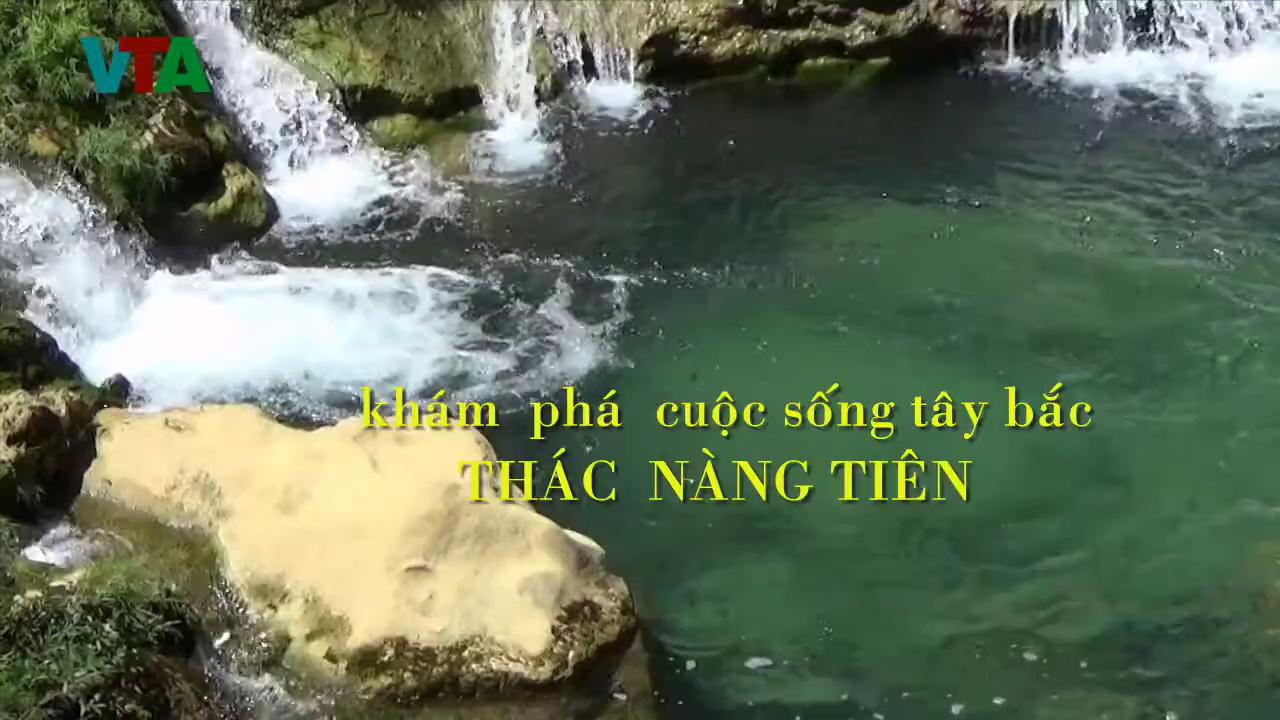 VTA
khám phá cuộc sống tây bắc
THÁC NÀNG TIÊN